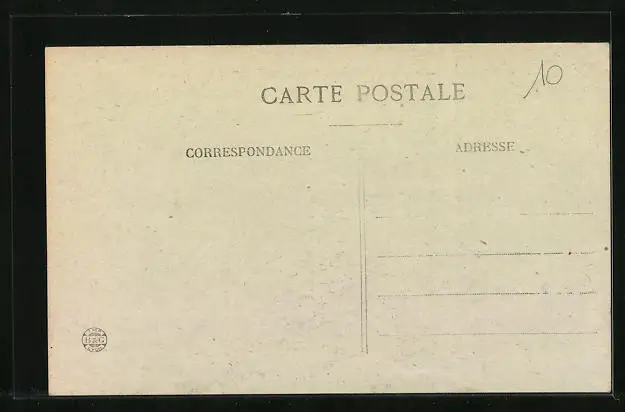 10
CARTE POSTALE
CORRESPONDANCE
ADRESSE
B&G